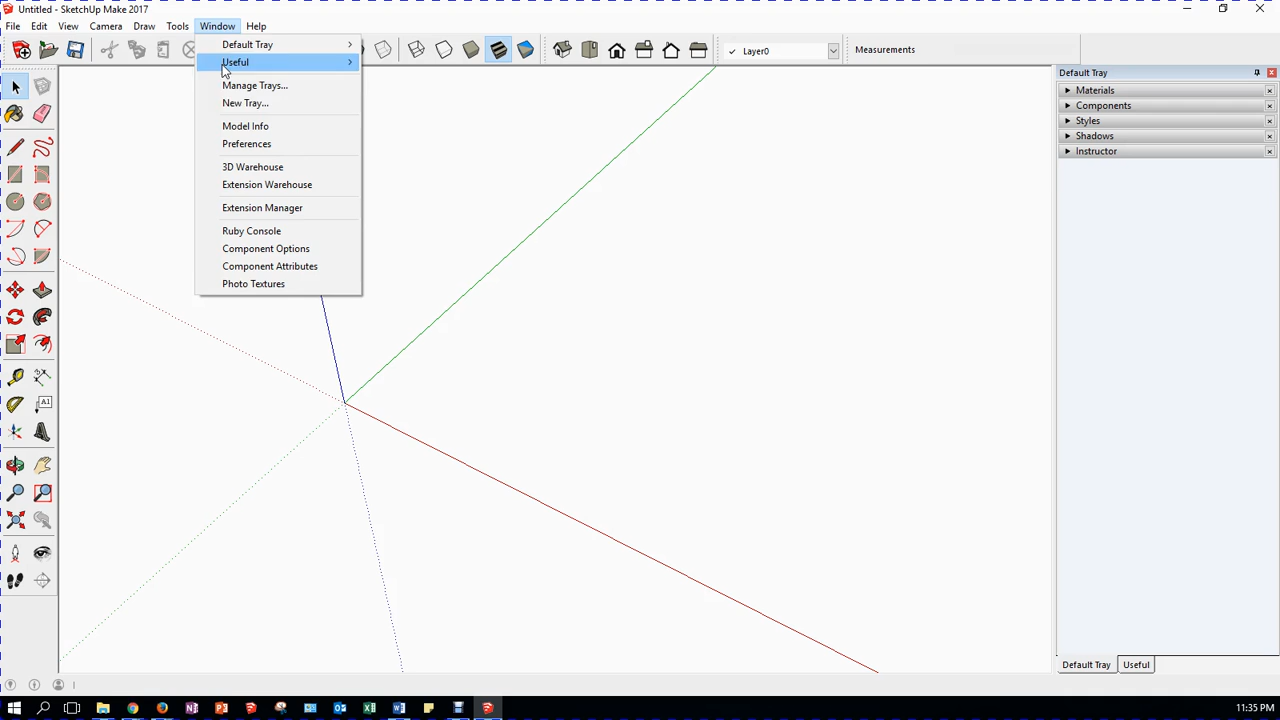 Untitled - SketchUp Make 2017
File Edit View Camera Draw Tools Window Help
Default Tray
Useful
Manage Trays...
New Tray...
Model Info
Preferences
3D Warehouse
Extension Warehouse
Extension Manager
Ruby Console
Component Options
Component Attributes
Photo Textures
Layer0
Measurements
Default Tray
Materials
Components
Styles
Shadows
Instructor
A1
Default Tray Useful
11:35 PM